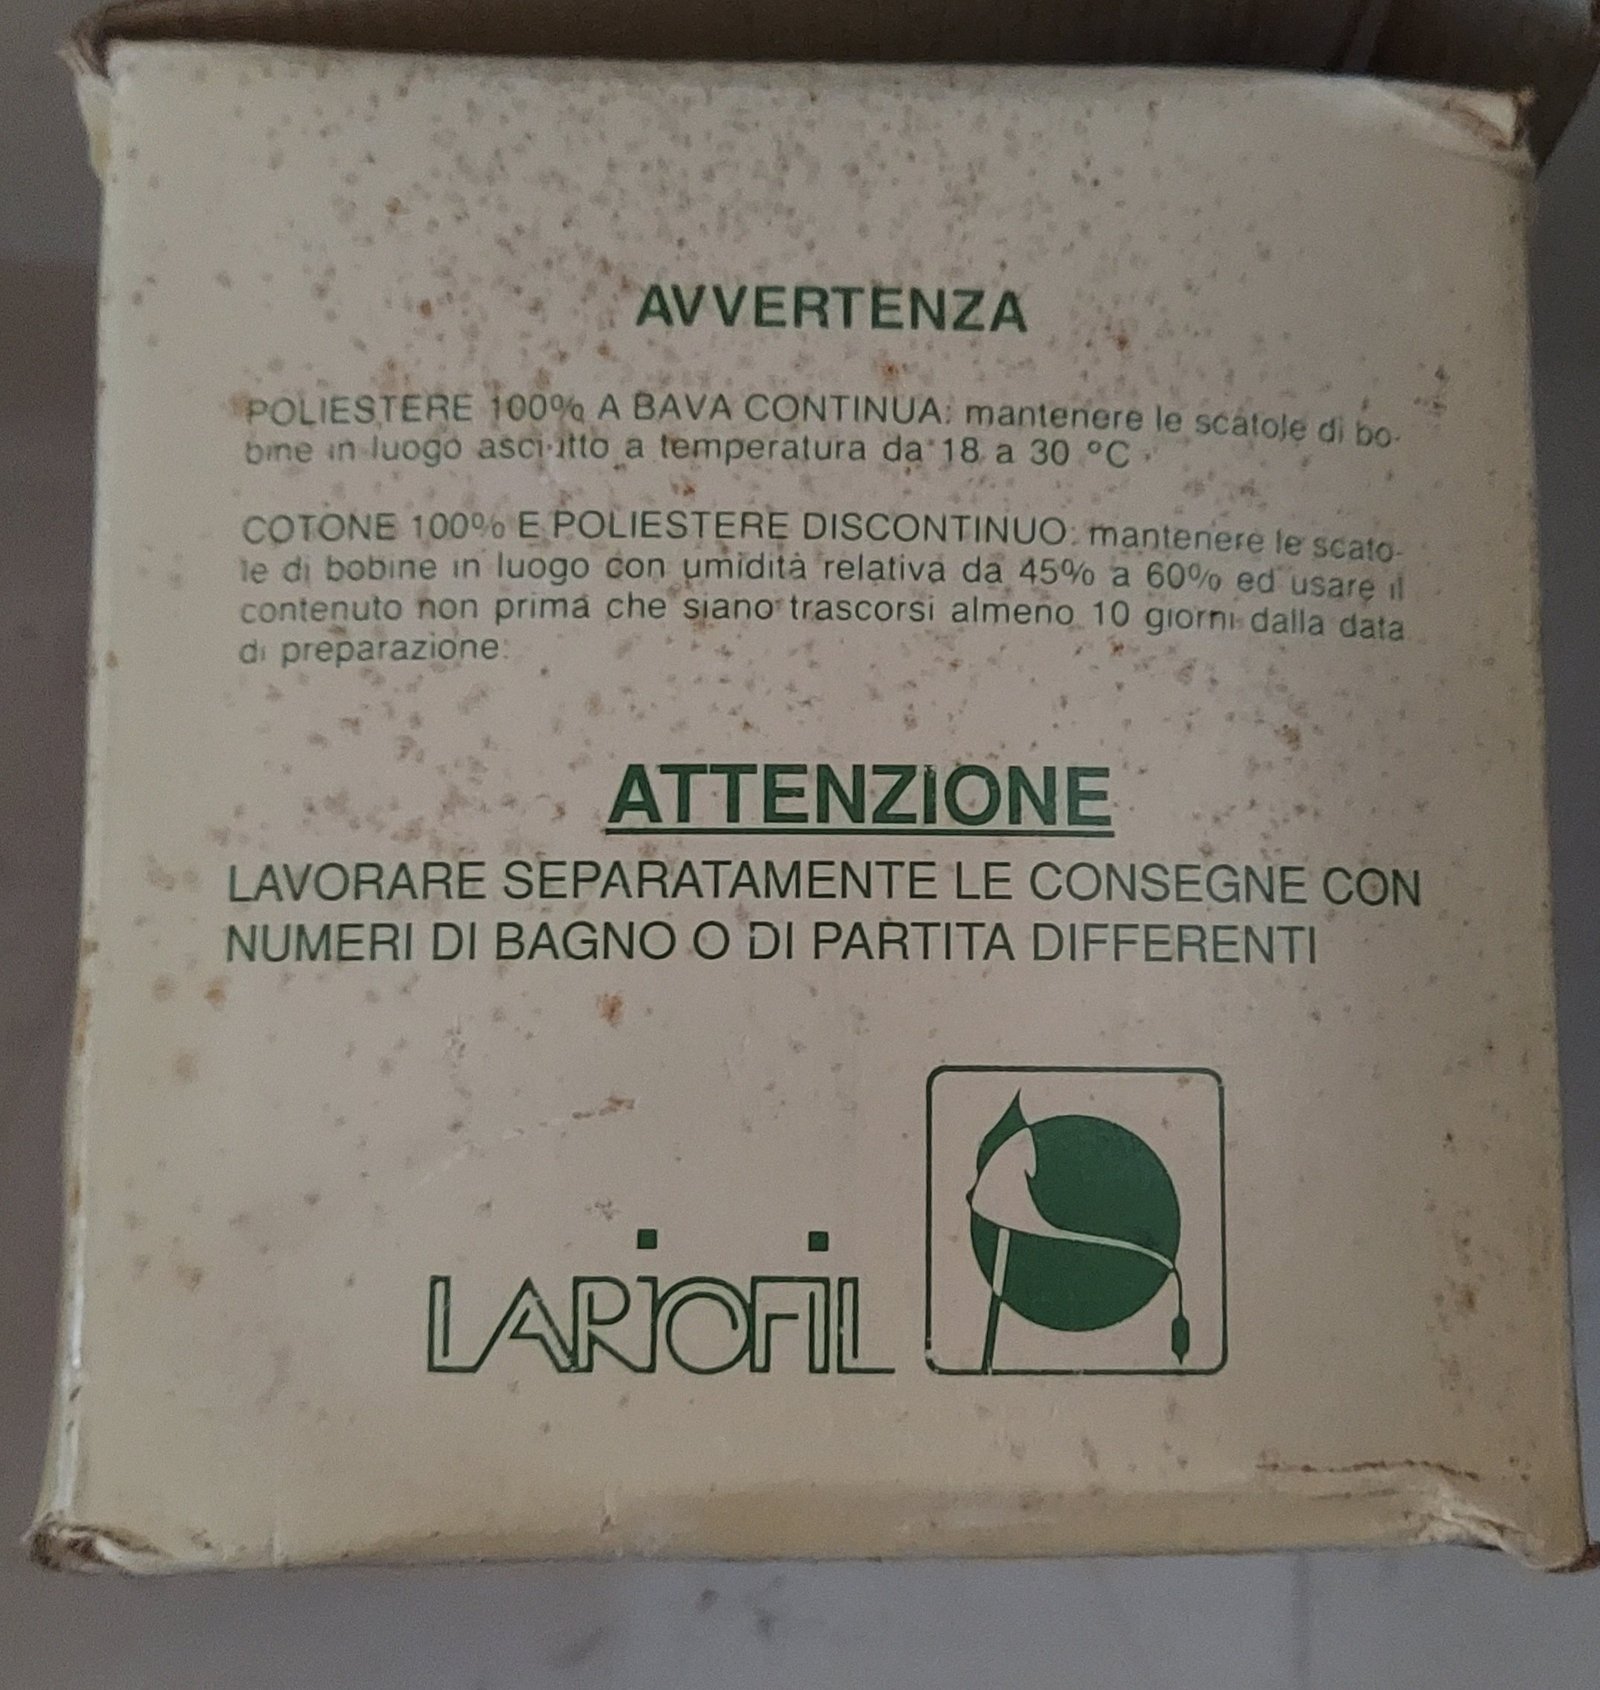 AVVERTENZA
POLIESTERE 100% A BAVA CONTINUA: mantenere le scatole di bo-
bine in luogo asciutto a temperatura da 18 a 30 °C
COTONE 100% E POLIESTERE DISCONTINUO: mantenere le scato-
le di bobine in luogo con umidità relativa da 45% a 60% ed usare il
contenuto non prima che siano trascorsi almeno 10 giorni dalla data
di preparazione.
ATTENZIONE
LAVORARE SEPARATAMENTE LE CONSEGNE CON
NUMERI DI BAGNO O DI PARTITA DIFFERENTI
LARIOFIL